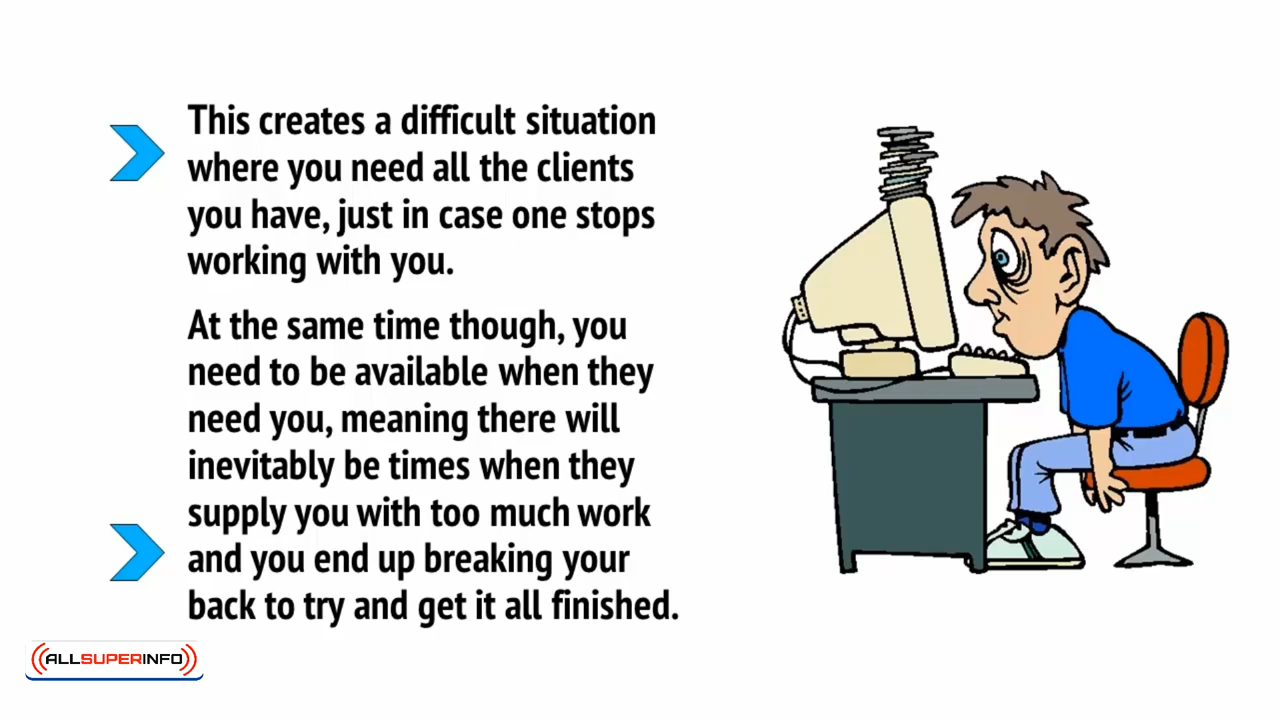 This creates a difficult situation
where you need all the clients
you have, just in case one stops
working with you.
At the same time though, you
need to be available when they
need you, meaning there will
inevitably be times when they
supply you with too much work
and you end up breaking your
back to try and get it all finished.
ALLSUPERINFO